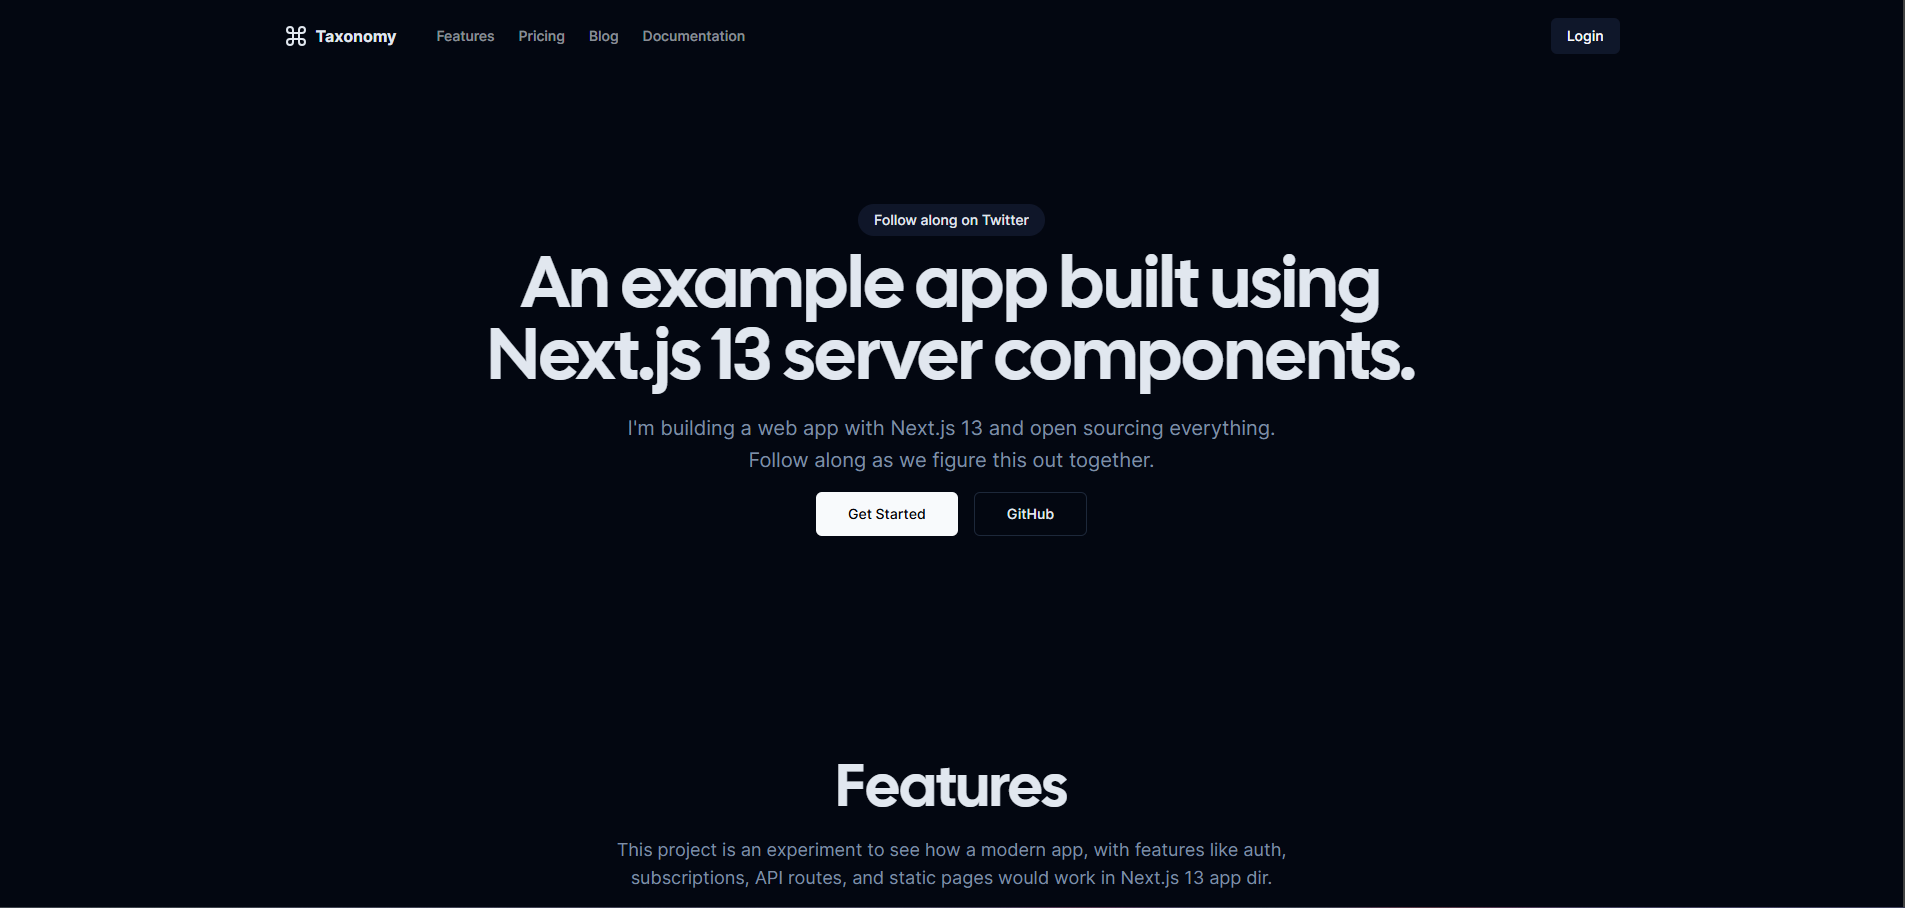 Taxonomy Features Pricing Blog Documentation Login
Follow along on Twitter
An example app built using
Next.js 13 server components.
I'm building a web app with Next.js 13 and open sourcing everything.
Follow along as we figure this out together.
Get Started GitHub
Features
This project is an experiment to see how a modern app, with features like auth,
subscriptions, API routes, and static pages would work in Next.js 13 app dir.